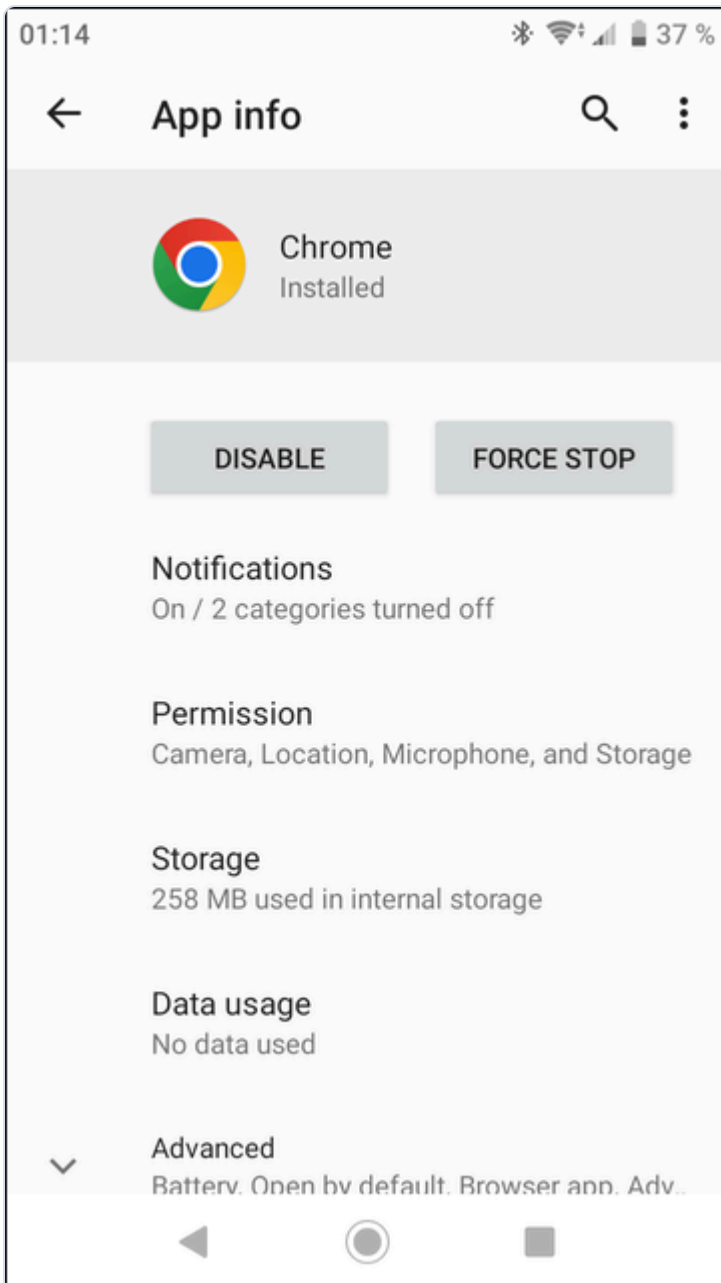 01:14 37 %
App info
Chrome
Installed
DISABLE FORCE STOP
Notifications
On / 2 categories turned off
Permission
Camera, Location, Microphone, and Storage
Storage
258 MB used in internal storage
Data usage
No data used
Advanced
Battery, Open by default, Browser app, Adv..